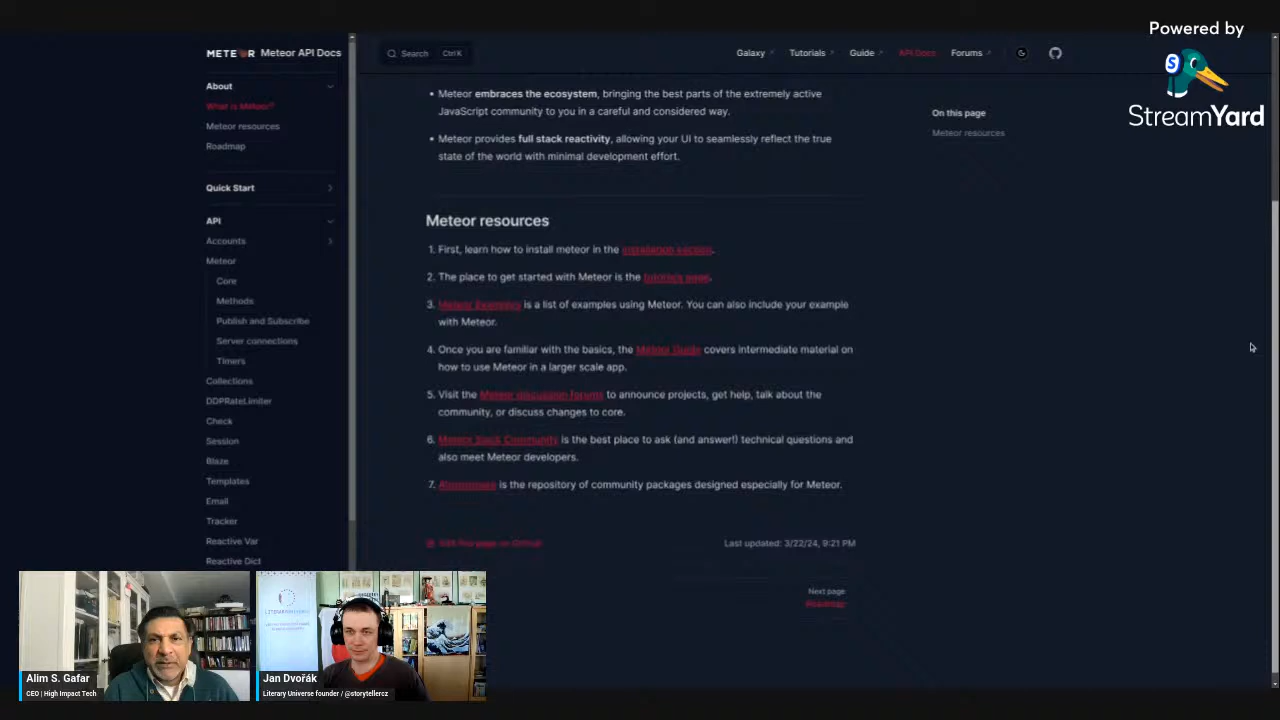 Powered by
StreamYard
METEOR Meteor API Docs
Search Ctrl K
Galaxy
Tutorials
Guide
API Docs
Forums
About
What is Meteor?
Meteor resources
Roadmap
Quick Start
API
Accounts
Meteor
Core
Methods
Publish and Subscribe
Server connections
Timers
Collections
DDPRateLimiter
Check
Session
Blaze
Templates
Email
Tracker
Reactive Var
Reactive Dict
• Meteor embraces the ecosystem, bringing the best parts of the extremely active
JavaScript community to you in a careful and considered way.
• Meteor provides full stack reactivity, allowing your UI to seamlessly reflect the true
state of the world with minimal development effort.
Meteor resources
1. First, learn how to install meteor in the installation section.
2. The place to get started with Meteor is the tutorials page.
3. Meteor Examples is a list of examples using Meteor. You can also include your example
with Meteor.
4. Once you are familiar with the basics, the Meteor Guide covers intermediate material on
how to use Meteor in a larger scale app.
5. Visit the Meteor discussion forums to announce projects, get help, talk about the
community, or discuss changes to core.
6. Meteor Slack Community is the best place to ask (and answer!) technical questions and
also meet Meteor developers.
7. Atmosphere is the repository of community packages designed especially for Meteor.
Edit this page on GitHub
Last updated: 3/22/24, 9:21 PM
Next page
Roadmap
On this page
Meteor resources
Alim S. Gafar
CEO | High Impact Tech
Jan Dvořák
Literary Universe founder / @storytellercz